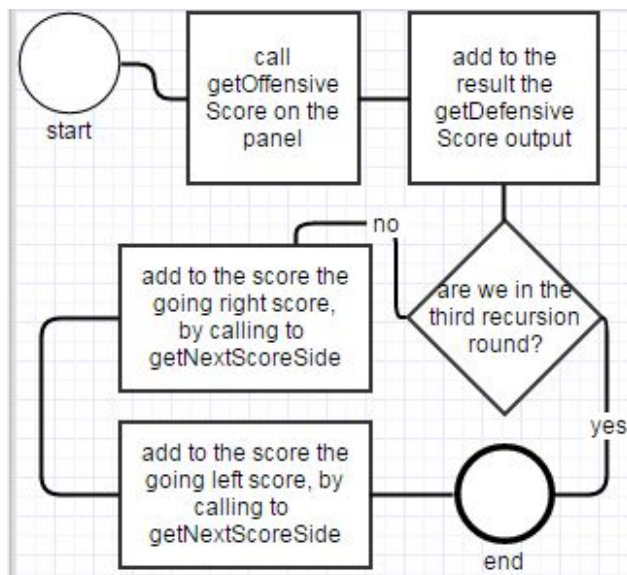 start
call
getOffensive
Score on the
panel
add to the
result the
getDefensive
Score output
are we in the
third recursion
round?
no
add to the score the
going right score,
by calling to
getNextScoreSide
add to the score the
going left score, by
calling to
getNextScoreSide
yes
end